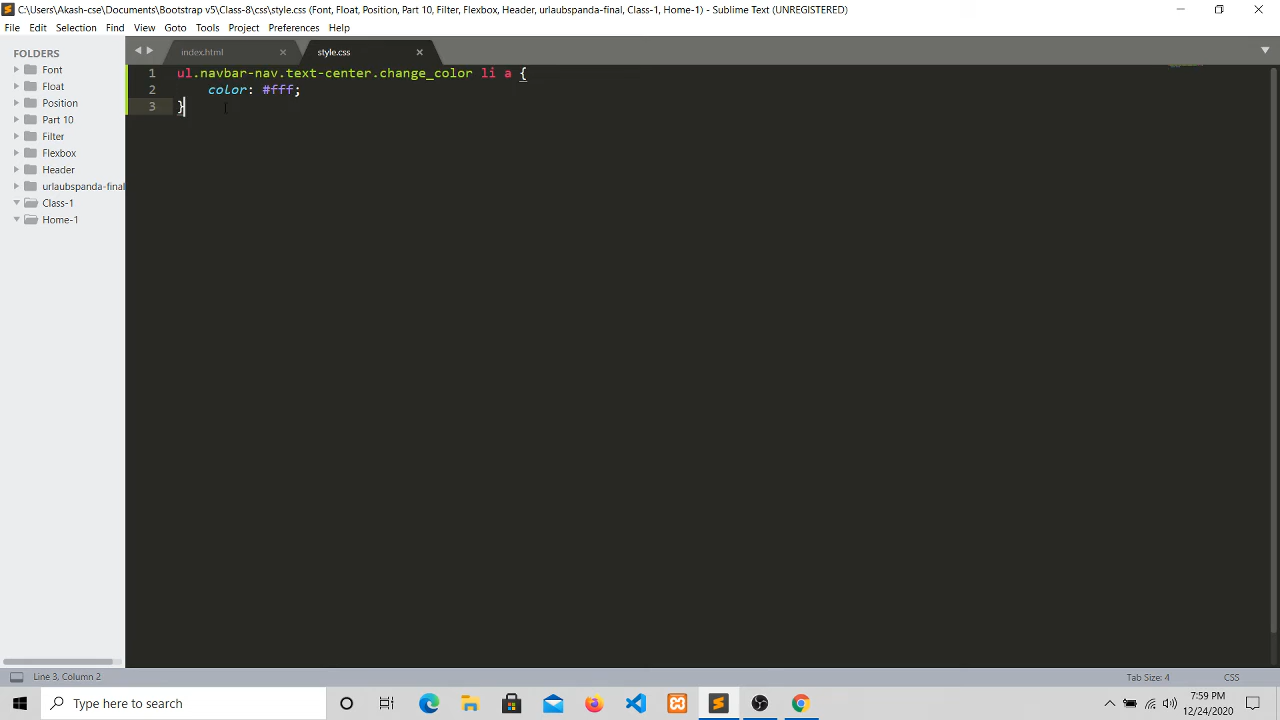 C:\Users\Akash-cse\Documents\Bootstrap v5\Class-8\css\style.css (Font, Float, Position, Part 10, Filter, Flexbox, Header, urlaubspanda-final, Class-1, Home-1) - Sublime Text (UNREGISTERED)
File Edit Selection Find View Goto Tools Project Preferences Help
FOLDERS
Font
Float
Position
Part 10
Filter
Flexbox
Header
urlaubspanda-final
Class-1
Home-1
index.html style.css
1 ul.navbar-nav.text-center.change_color li a {
2 color: #fff;
3 }
Line 3, Column 2 Tab Size: 4 CSS
Type here to search
7:59 PM
12/24/2020